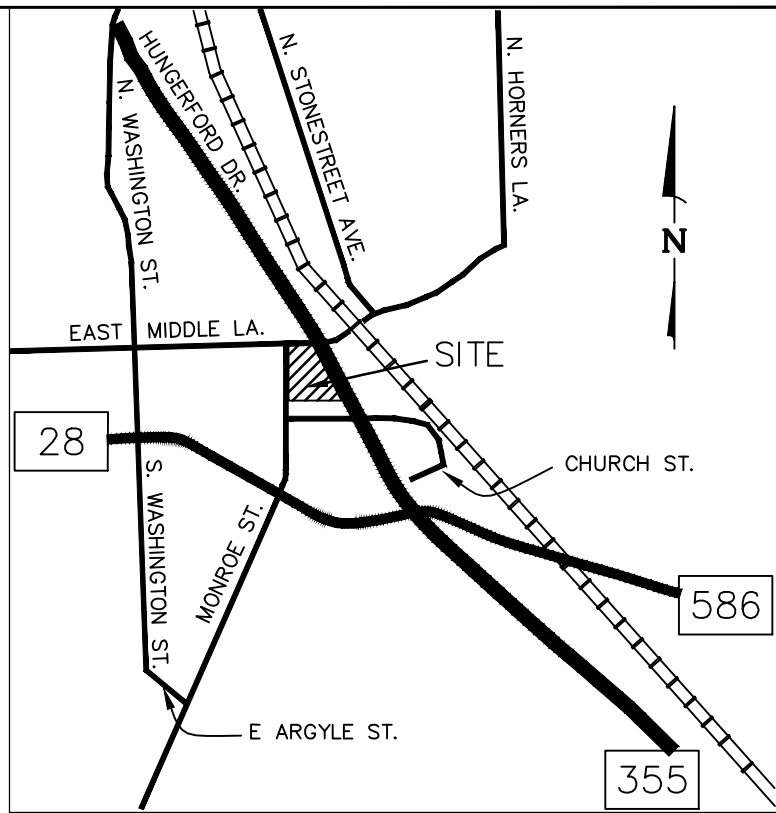 HUNGERFORD DR.
N. STONESTREET AVE.
N. HORNERS LA.
N. WASHINGTON ST.
N
EAST MIDDLE LA.
SITE
28
CHURCH ST.
S. WASHINGTON ST.
MONROE ST.
586
E ARGYLE ST.
355